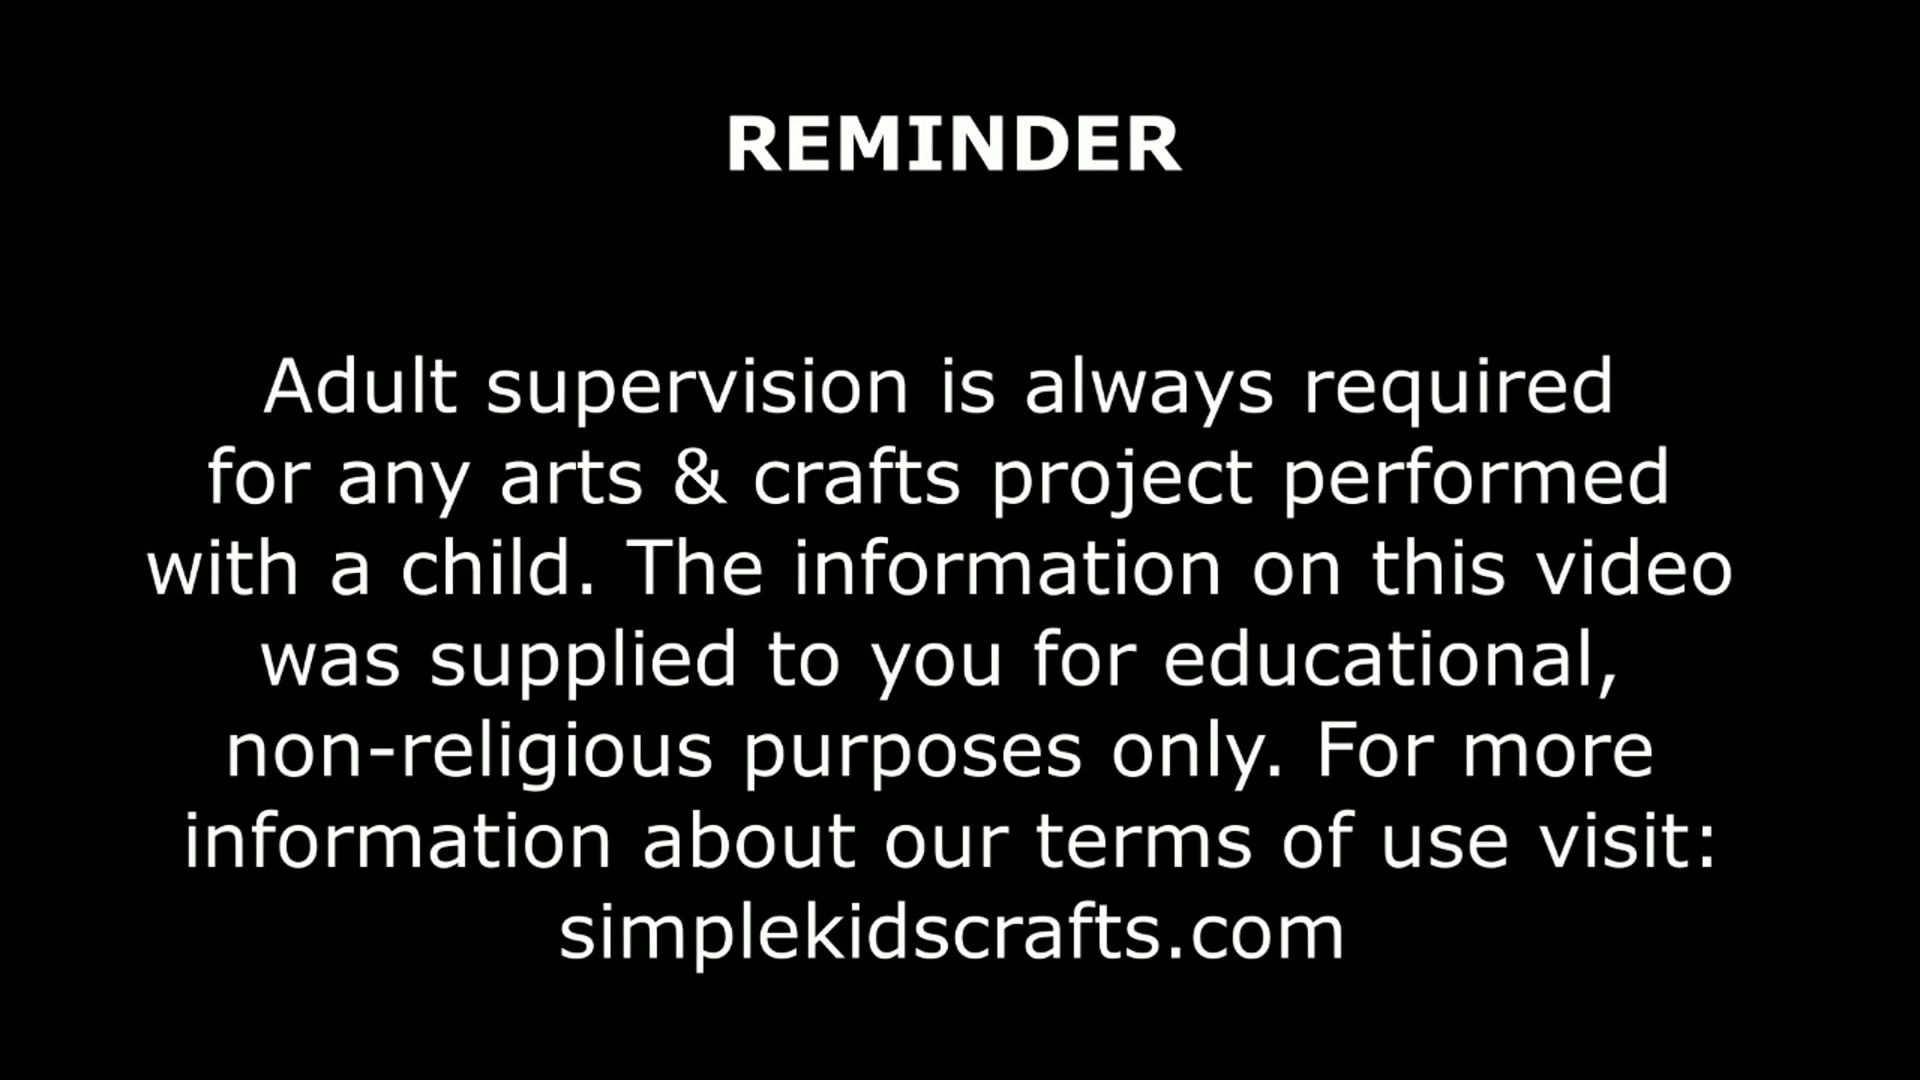 REMINDER
Adult supervision is always required
for any arts & crafts project performed
with a child. The information on this video
was supplied to you for educational,
non-religious purposes only. For more
information about our terms of use visit:
simplekidscrafts.com